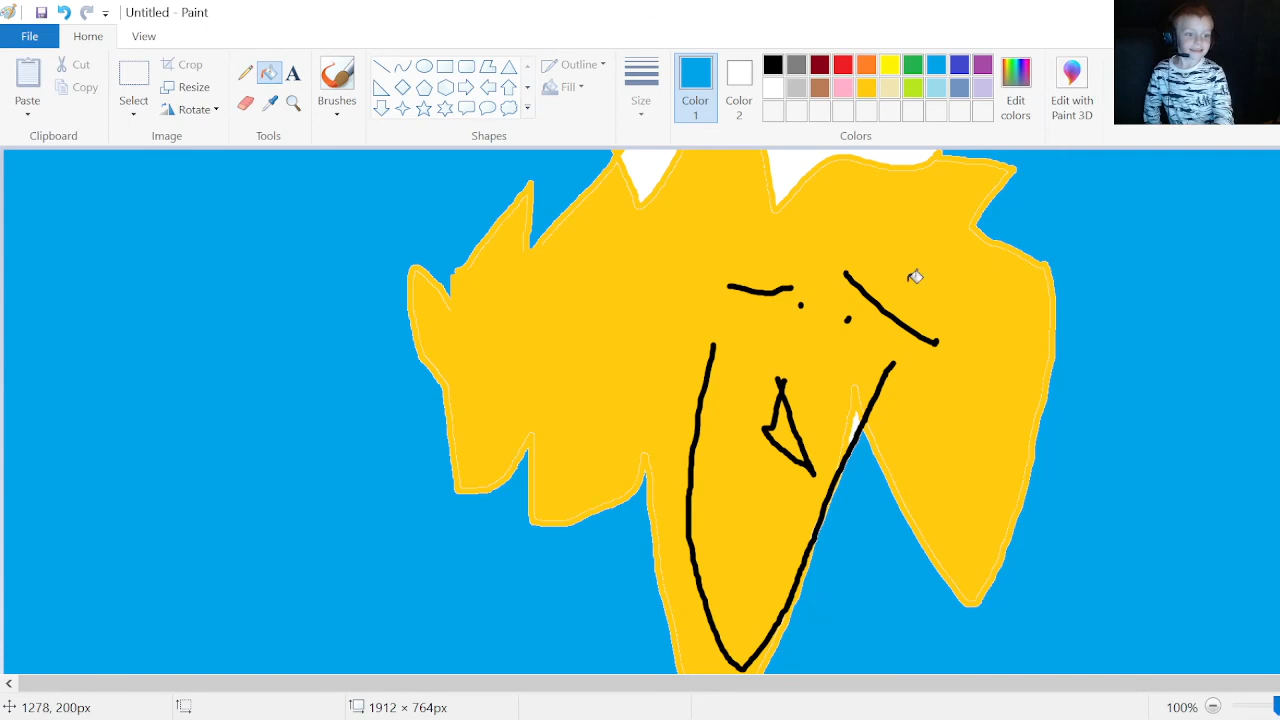 Untitled - Paint
File
Home
View
Paste
Cut
Copy
Clipboard
Select
Crop
Resize
Rotate
Image
A
Tools
Brushes
Outline
Fill
Shapes
Size
Color
1
Color
2
Edit
colors
Colors
Edit with
Paint 3D
1278, 200px
1912 × 764px
100%